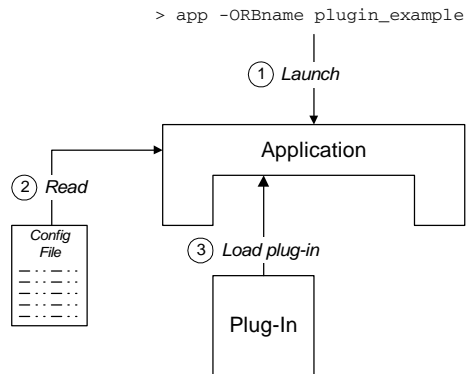 > app -ORBname plugin_example
1 Launch
Application
2 Read
Config
File
3 Load plug-in
Plug-In